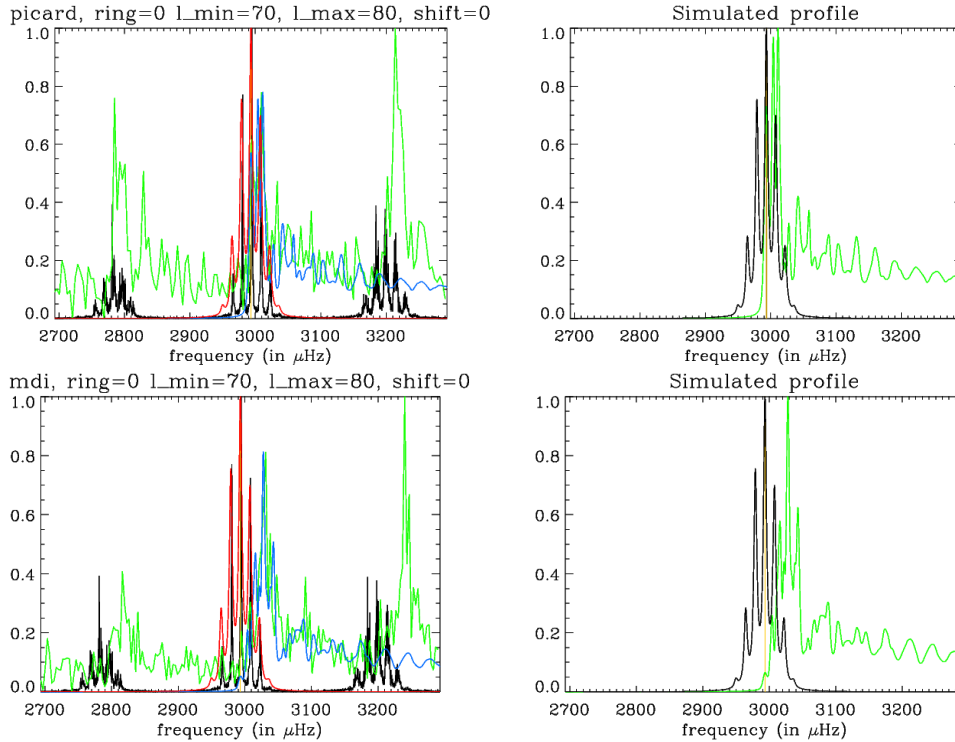 picard, ring=0 l_min=70, l_max=80, shift=0
Simulated profile
1.0
0.8
0.6
0.4
0.2
0.0
2700 2800 2900 3000 3100 3200
frequency (in μHz)
1.0
0.8
0.6
0.4
0.2
0.0
2700 2800 2900 3000 3100 3200
frequency (in μHz)
mdi, ring=0 l_min=70, l_max=80, shift=0
Simulated profile
1.0
0.8
0.6
0.4
0.2
0.0
2700 2800 2900 3000 3100 3200
frequency (in μHz)
1.0
0.8
0.6
0.4
0.2
0.0
2700 2800 2900 3000 3100 3200
frequency (in μHz)